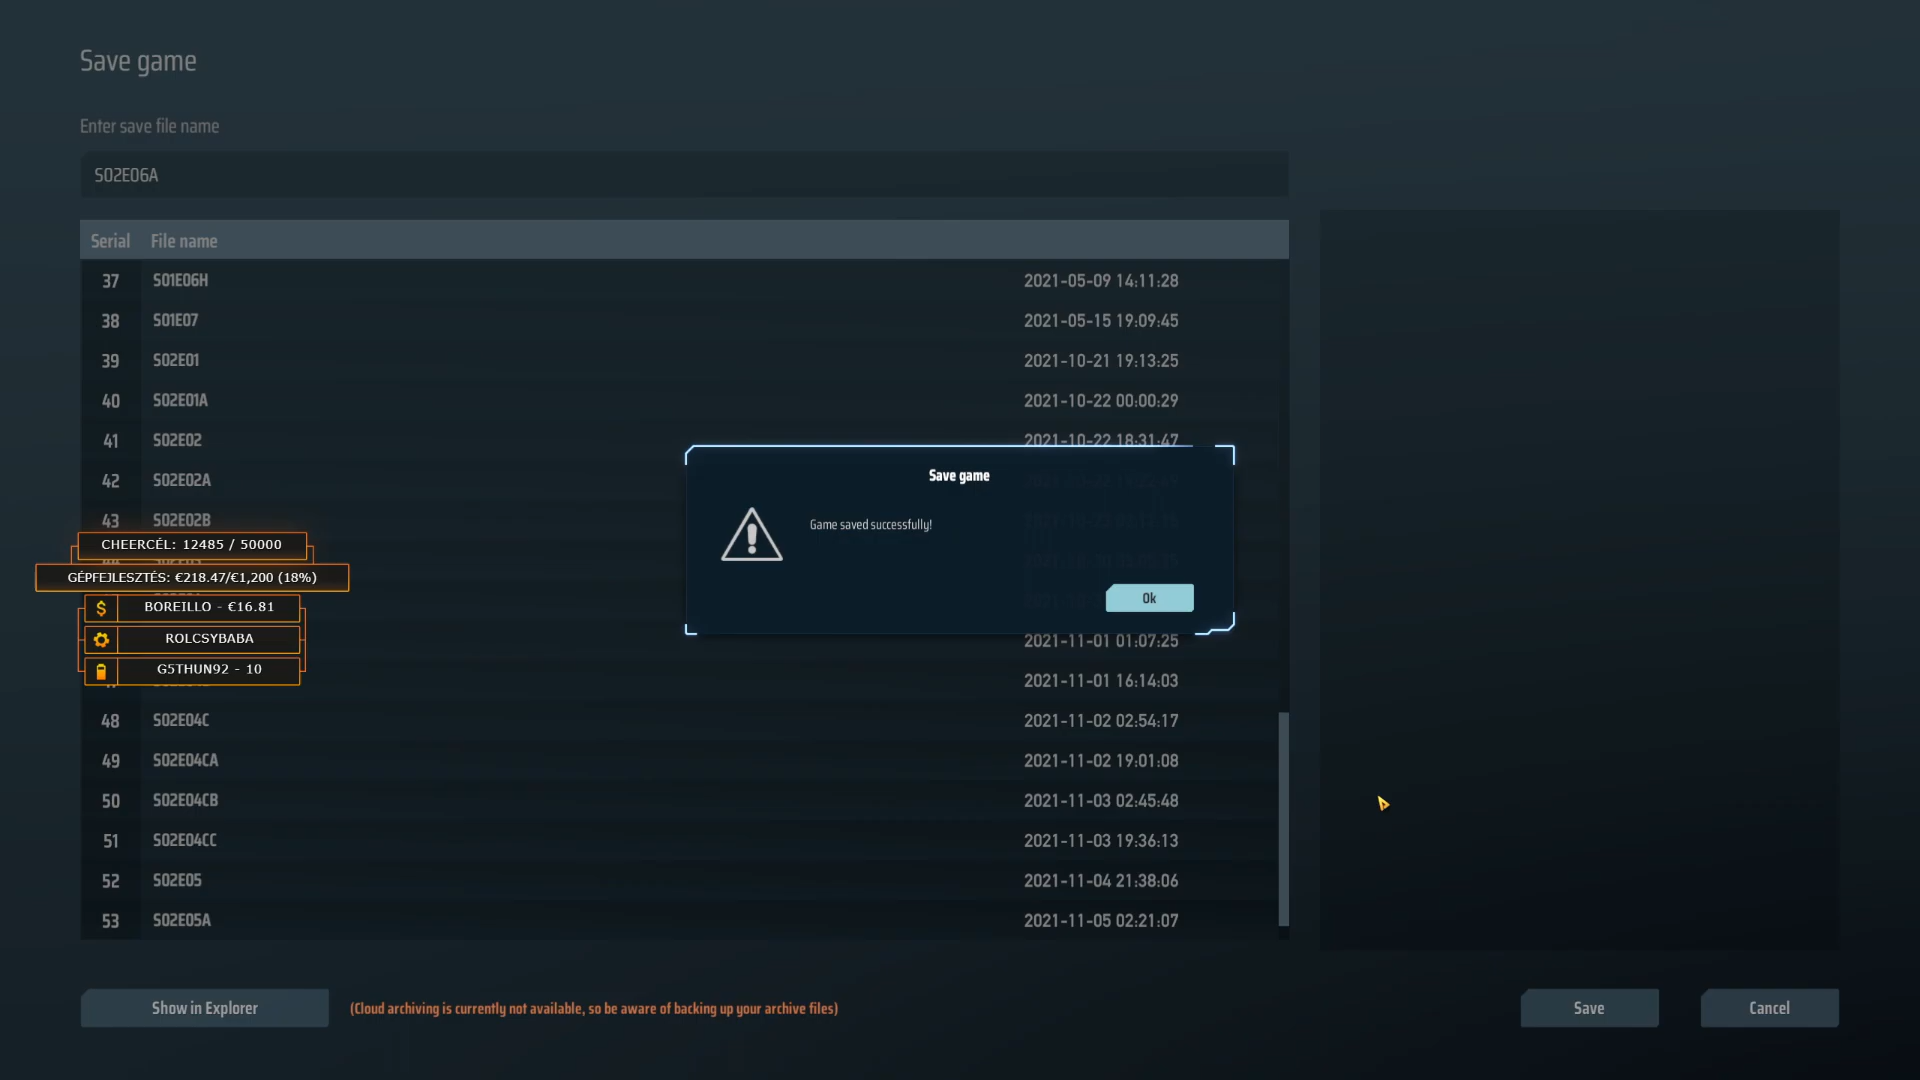 Save game
Enter save file name
S02E06A
Serial File name
37 S01E06H 2021-05-09 14:11:28
38 S01E07 2021-05-15 19:09:45
39 S02E01 2021-10-21 19:13:25
40 S02E01A 2021-10-22 00:00:29
41 S02E02 2021-10-22 18:31:47
42 S02E02A
43 S02E02B
Save game
Game saved successfully!
Ok
CHEERCÉL: 12485 / 50000
GÉPFEJLESZTÉS: €218.47/€1,200 (18%)
$ BOREILLO - €16.81
ROLCSYBABA
G5THUN92 - 10
2021-11-01 01:07:25
2021-11-01 16:14:03
48 S02E04C 2021-11-02 02:54:17
49 S02E04CA 2021-11-02 19:01:08
50 S02E04CB 2021-11-03 02:45:48
51 S02E04CC 2021-11-03 19:36:13
52 S02E05 2021-11-04 21:38:06
53 S02E05A 2021-11-05 02:21:07
Show in Explorer
(Cloud archiving is currently not available, so be aware of backing up your archive files)
Save
Cancel